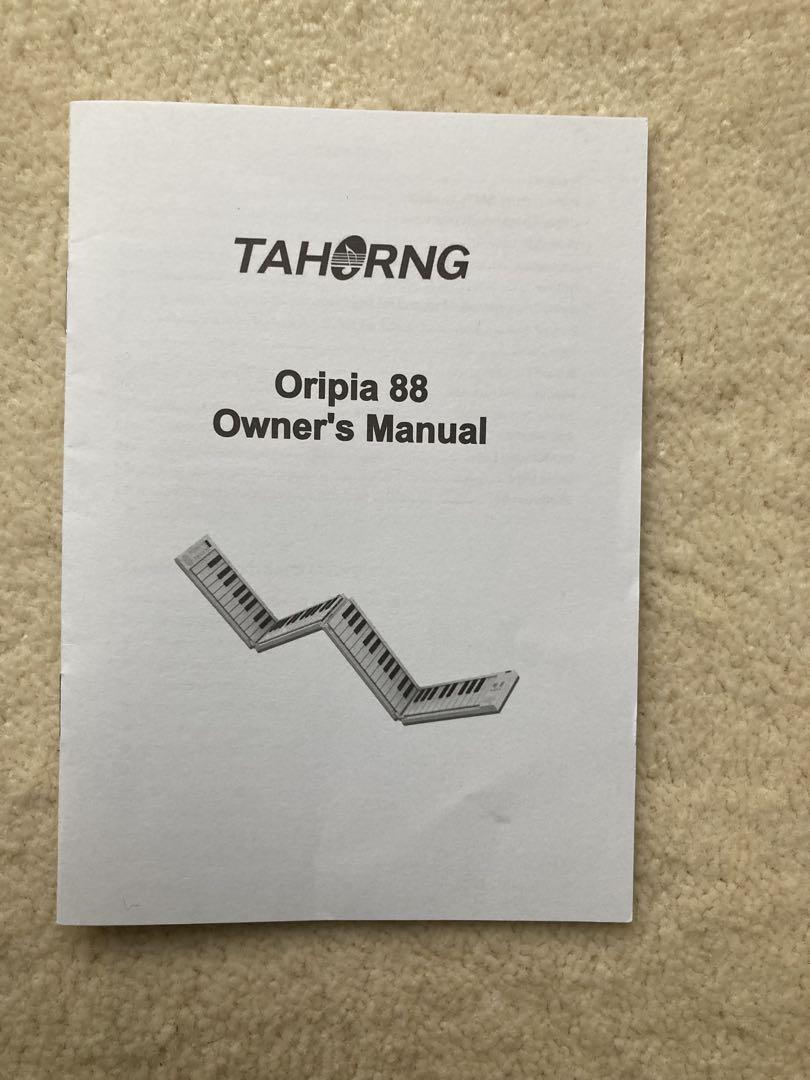 TAHORNG
Oripia 88
Owner's Manual